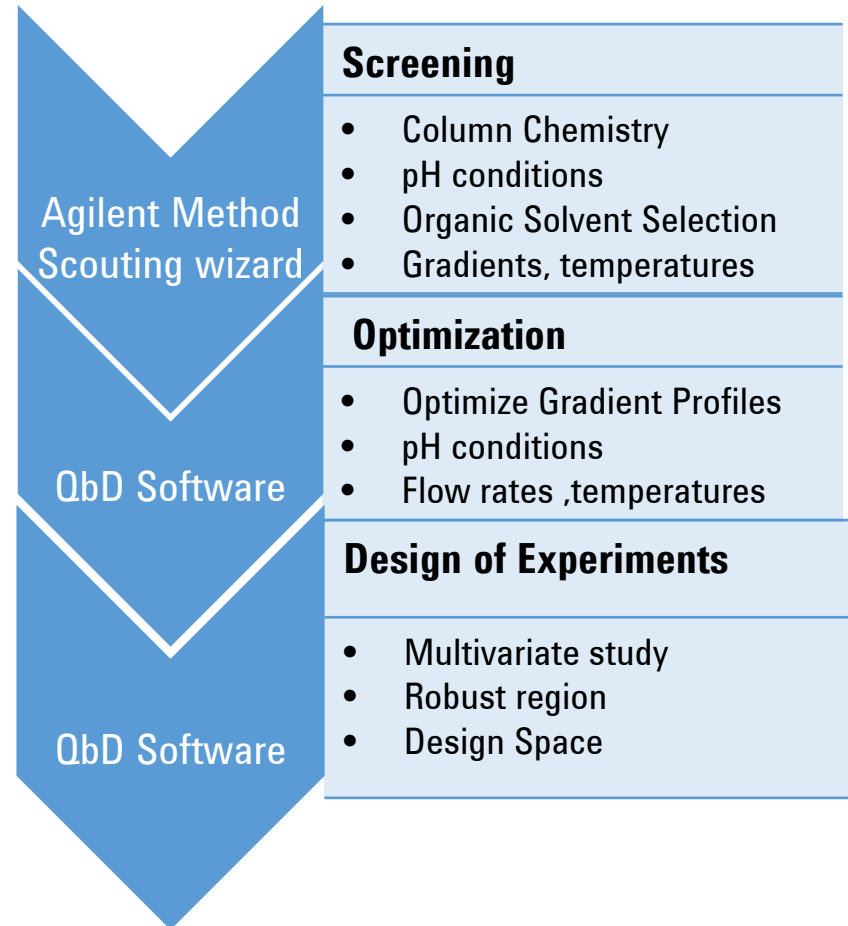 Agilent Method
Scouting wizard
Screening
• Column Chemistry
• pH conditions
• Organic Solvent Selection
• Gradients, temperatures
QbD Software
Optimization
• Optimize Gradient Profiles
• pH conditions
• Flow rates ,temperatures
QbD Software
Design of Experiments
• Multivariate study
• Robust region
• Design Space